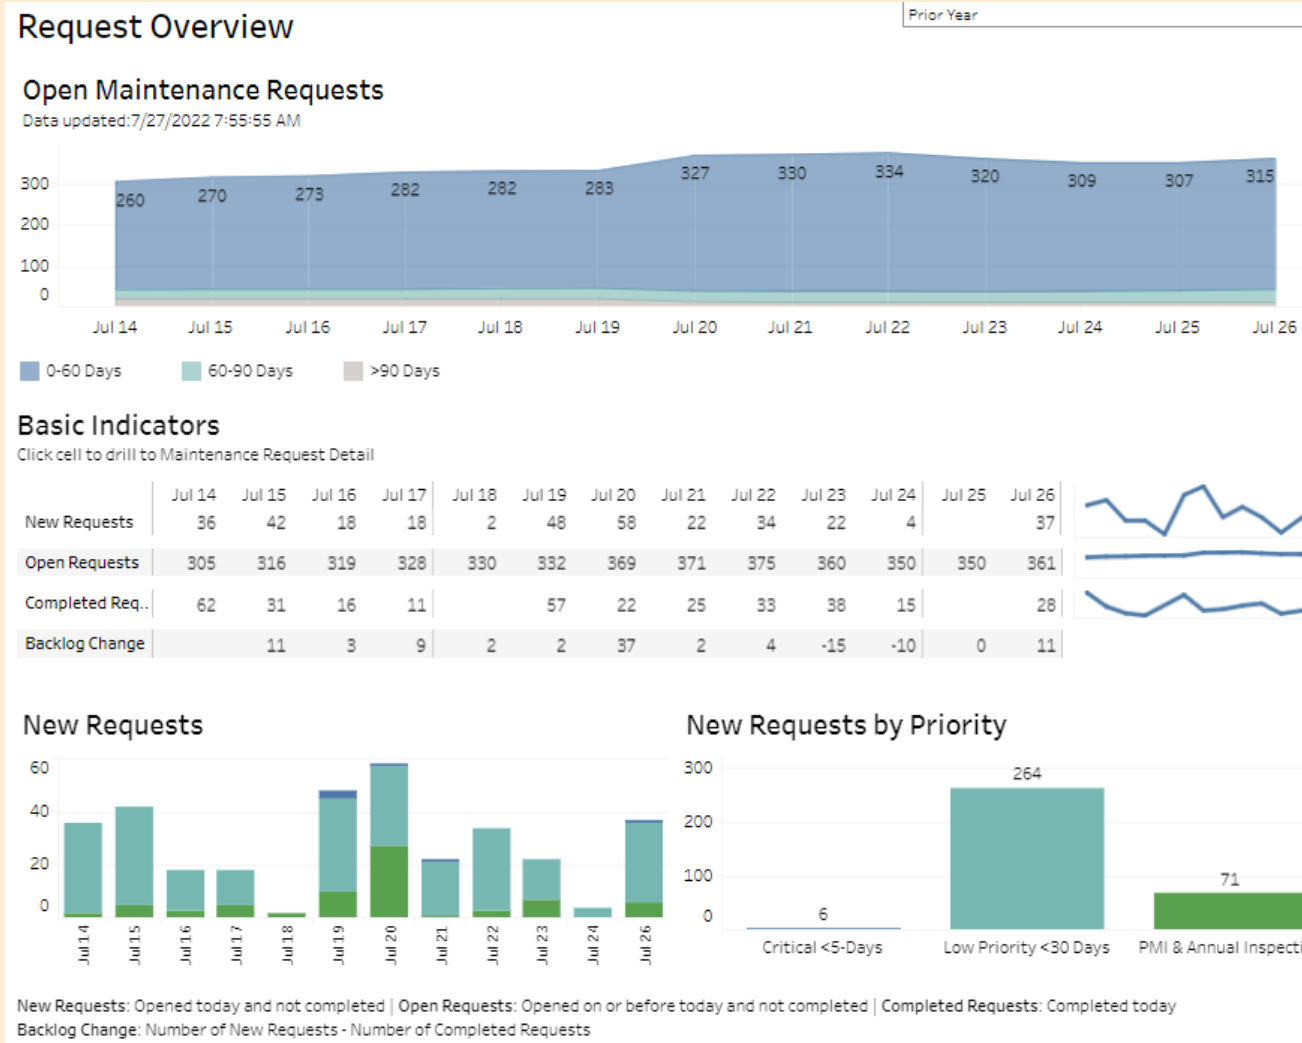 Prior Year
Request Overview
Open Maintenance Requests
Data updated:7/27/2022 7:55:55 AM
300
200
100
0
260 270 273 282 282 283 327 330 334 320 309 307 315
Jul 14 Jul 15 Jul 16 Jul 17 Jul 18 Jul 19 Jul 20 Jul 21 Jul 22 Jul 23 Jul 24 Jul 25 Jul 26
0-60 Days 60-90 Days >90 Days
Basic Indicators
Click cell to drill to Maintenance Request Detail
Jul 14 Jul 15 Jul 16 Jul 17 Jul 18 Jul 19 Jul 20 Jul 21 Jul 22 Jul 23 Jul 24 Jul 25 Jul 26
New Requests 36 42 18 18 2 48 58 22 34 22 4 37
Open Requests 305 316 319 328 330 332 369 371 375 360 350 350 361
Completed Req.. 62 31 16 11 57 22 25 33 38 15 28
Backlog Change 11 3 9 2 2 37 2 4 -15 -10 0 11
New Requests
60
40
20
0
Jul 14 Jul 15 Jul 16 Jul 17 Jul 18 Jul 19 Jul 20 Jul 21 Jul 22 Jul 23 Jul 24 Jul 26
New Requests by Priority
300
200
100
0
6 264 71
Critical <5-Days Low Priority <30 Days PMI & Annual Inspecti
New Requests: Opened today and not completed | Open Requests: Opened on or before today and not completed | Completed Requests: Completed today
Backlog Change: Number of New Requests - Number of Completed Requests